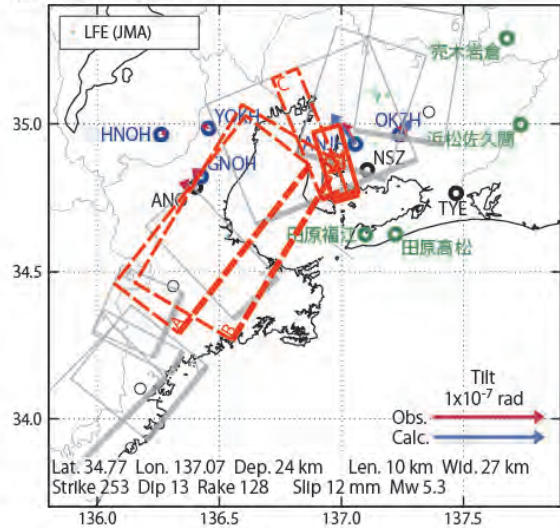 LFE (JMA)
売木岩倉
35.0
HNOH
YOKH
OKZH
浜松佐久間
GNOH
NSZ
ANO
TYE
田原福江
田原高松
C
A
B
34.5
34.0
Tilt
1x10-7 rad
Obs.
Calc.
Lat. 34.77 Lon. 137.07 Dep. 24 km Len. 10 km Wid. 27 km
Strike 253 Dip 13 Rake 128 Slip 12 mm Mw 5.3
136.0 136.5 137.0 137.5